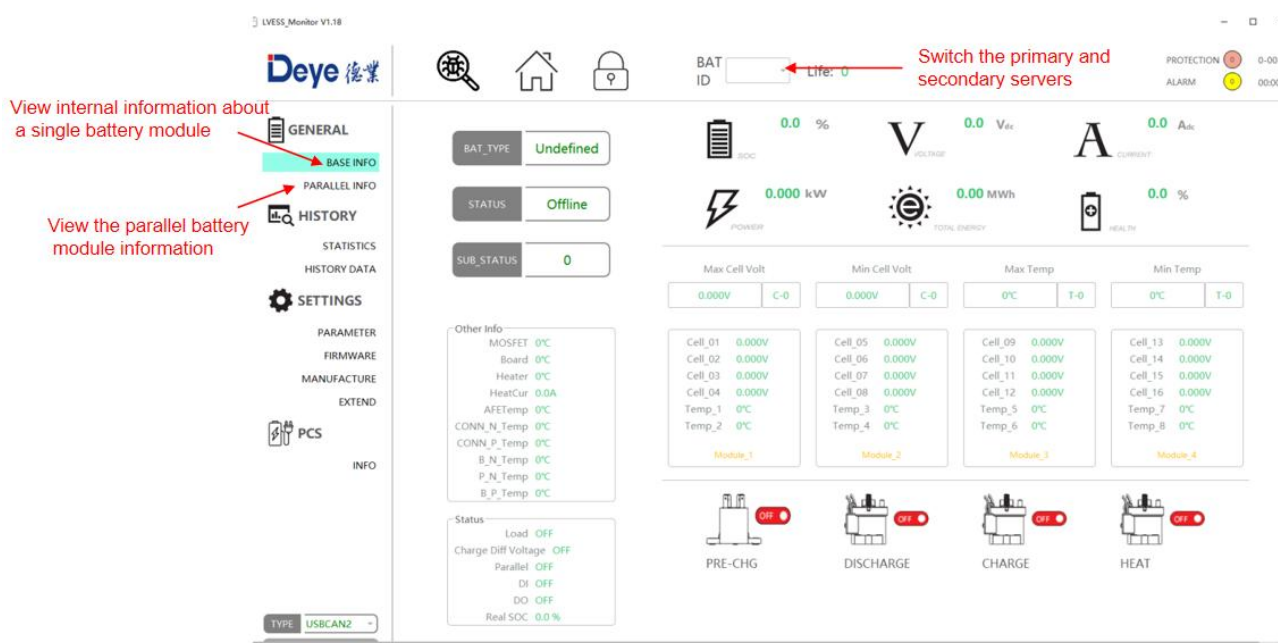 LVESS_Monitor V1.18
Deye 德業
BAT
ID
Life: 0
Switch the primary and
secondary servers
PROTECTION 0 0-00
ALARM 0 00:00
View internal information about
a single battery module
GENERAL
BASE INFO
PARALLEL INFO
View the parallel battery
module information
HISTORY
STATISTICS
HISTORY DATA
SETTINGS
PARAMETER
FIRMWARE
MANUFACTURE
EXTEND
PCS
INFO
TYPE USBCAN2
BAT_TYPE Undefined
STATUS Offline
SUB_STATUS 0
Other Info
MOSFET 0℃
Board 0℃
Heater 0℃
HeatCur 0.0A
AFETemp 0℃
CONN_N_Temp 0℃
CONN_P_Temp 0℃
B_N_Temp 0℃
P_N_Temp 0℃
B_P_Temp 0℃
Status
Load OFF
Charge Diff Voltage OFF
Parallel OFF
DI OFF
DO OFF
Real SOC 0.0 %
0.0 %
SOC
V 0.0 Vdc
VOLTAGE
A 0.0 Adc
CURRENT
0.000 kW
POWER
e 0.00 MWh
TOTAL ENERGY
0.0 %
HEALTH
Max Cell Volt Min Cell Volt Max Temp Min Temp
0.000V C-0 0.000V C-0 0℃ T-0 0℃ T-0
Cell_01 0.000V
Cell_02 0.000V
Cell_03 0.000V
Cell_04 0.000V
Temp_1 0℃
Temp_2 0℃
Module_1
Cell_05 0.000V
Cell_06 0.000V
Cell_07 0.000V
Cell_08 0.000V
Temp_3 0℃
Temp_4 0℃
Module_2
Cell_09 0.000V
Cell_10 0.000V
Cell_11 0.000V
Cell_12 0.000V
Temp_5 0℃
Temp_6 0℃
Module_3
Cell_13 0.000V
Cell_14 0.000V
Cell_15 0.000V
Cell_16 0.000V
Temp_7 0℃
Temp_8 0℃
Module_4
OFF OFF OFF OFF
PRE-CHG DISCHARGE CHARGE HEAT